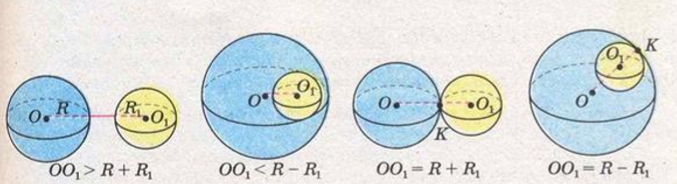 O R R₁ O₁
OO₁ > R + R₁
O O₁
OO₁ < R − R₁
O O₁
K
OO₁ = R + R₁
O₁ K
O
OO₁ = R − R₁